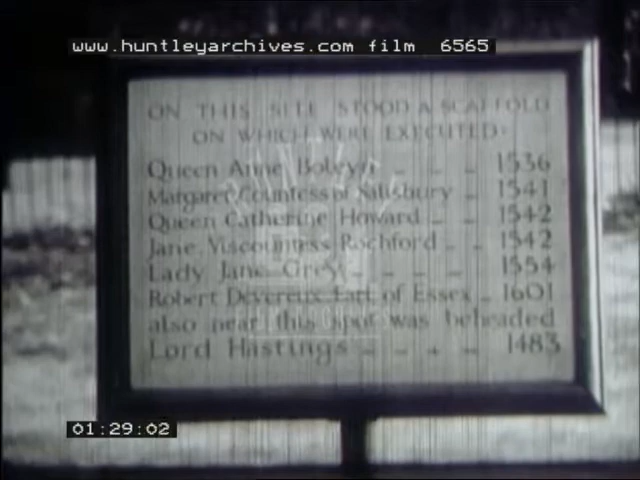 www.huntleyarchives.com film 6565
ON THIS SITE STOOD A SCAFFOLD
ON WHICH WERE EXECUTED:
Queen Anne Boleyn - - - 1536
Margaret Countess of Salisbury - - 1541
Queen Catherine Howard - - 1542
Jane, Viscountess Rochford - - 1542
Lady Jane Grey - - - - 1554
Robert Devereux Earl of Essex - 1601
also near this spot was beheaded
Lord Hastings - - - - 1483
01:29:02